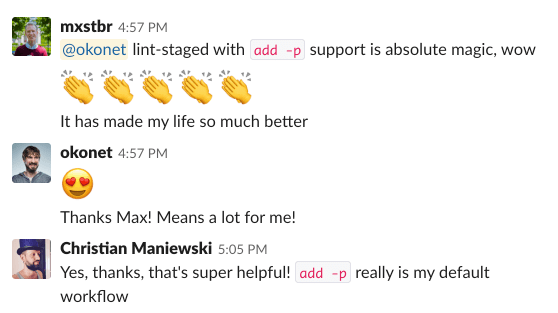 mxstbr 4:57 PM
@okonet lint-staged with add -p support is absolute magic, wow
It has made my life so much better
okonet 4:57 PM
Thanks Max! Means a lot for me!
Christian Maniewski 5:05 PM
Yes, thanks, that's super helpful! add -p really is my default
workflow